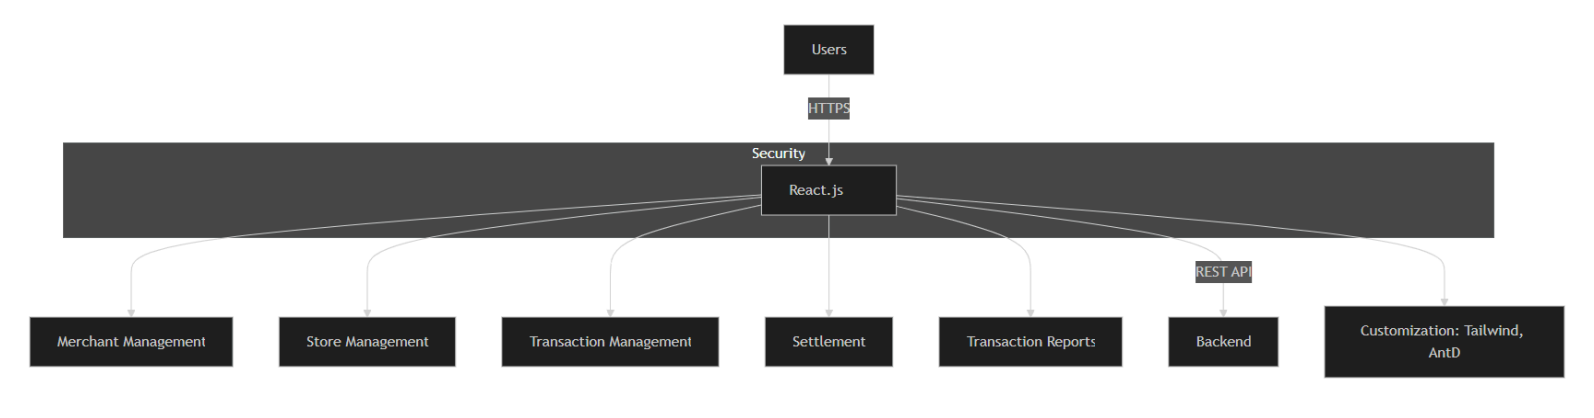 Users
HTTPS
Security
React.js
REST API
Merchant Management
Store Management
Transaction Management
Settlement
Transaction Reports
Backend
Customization: Tailwind,
AntD